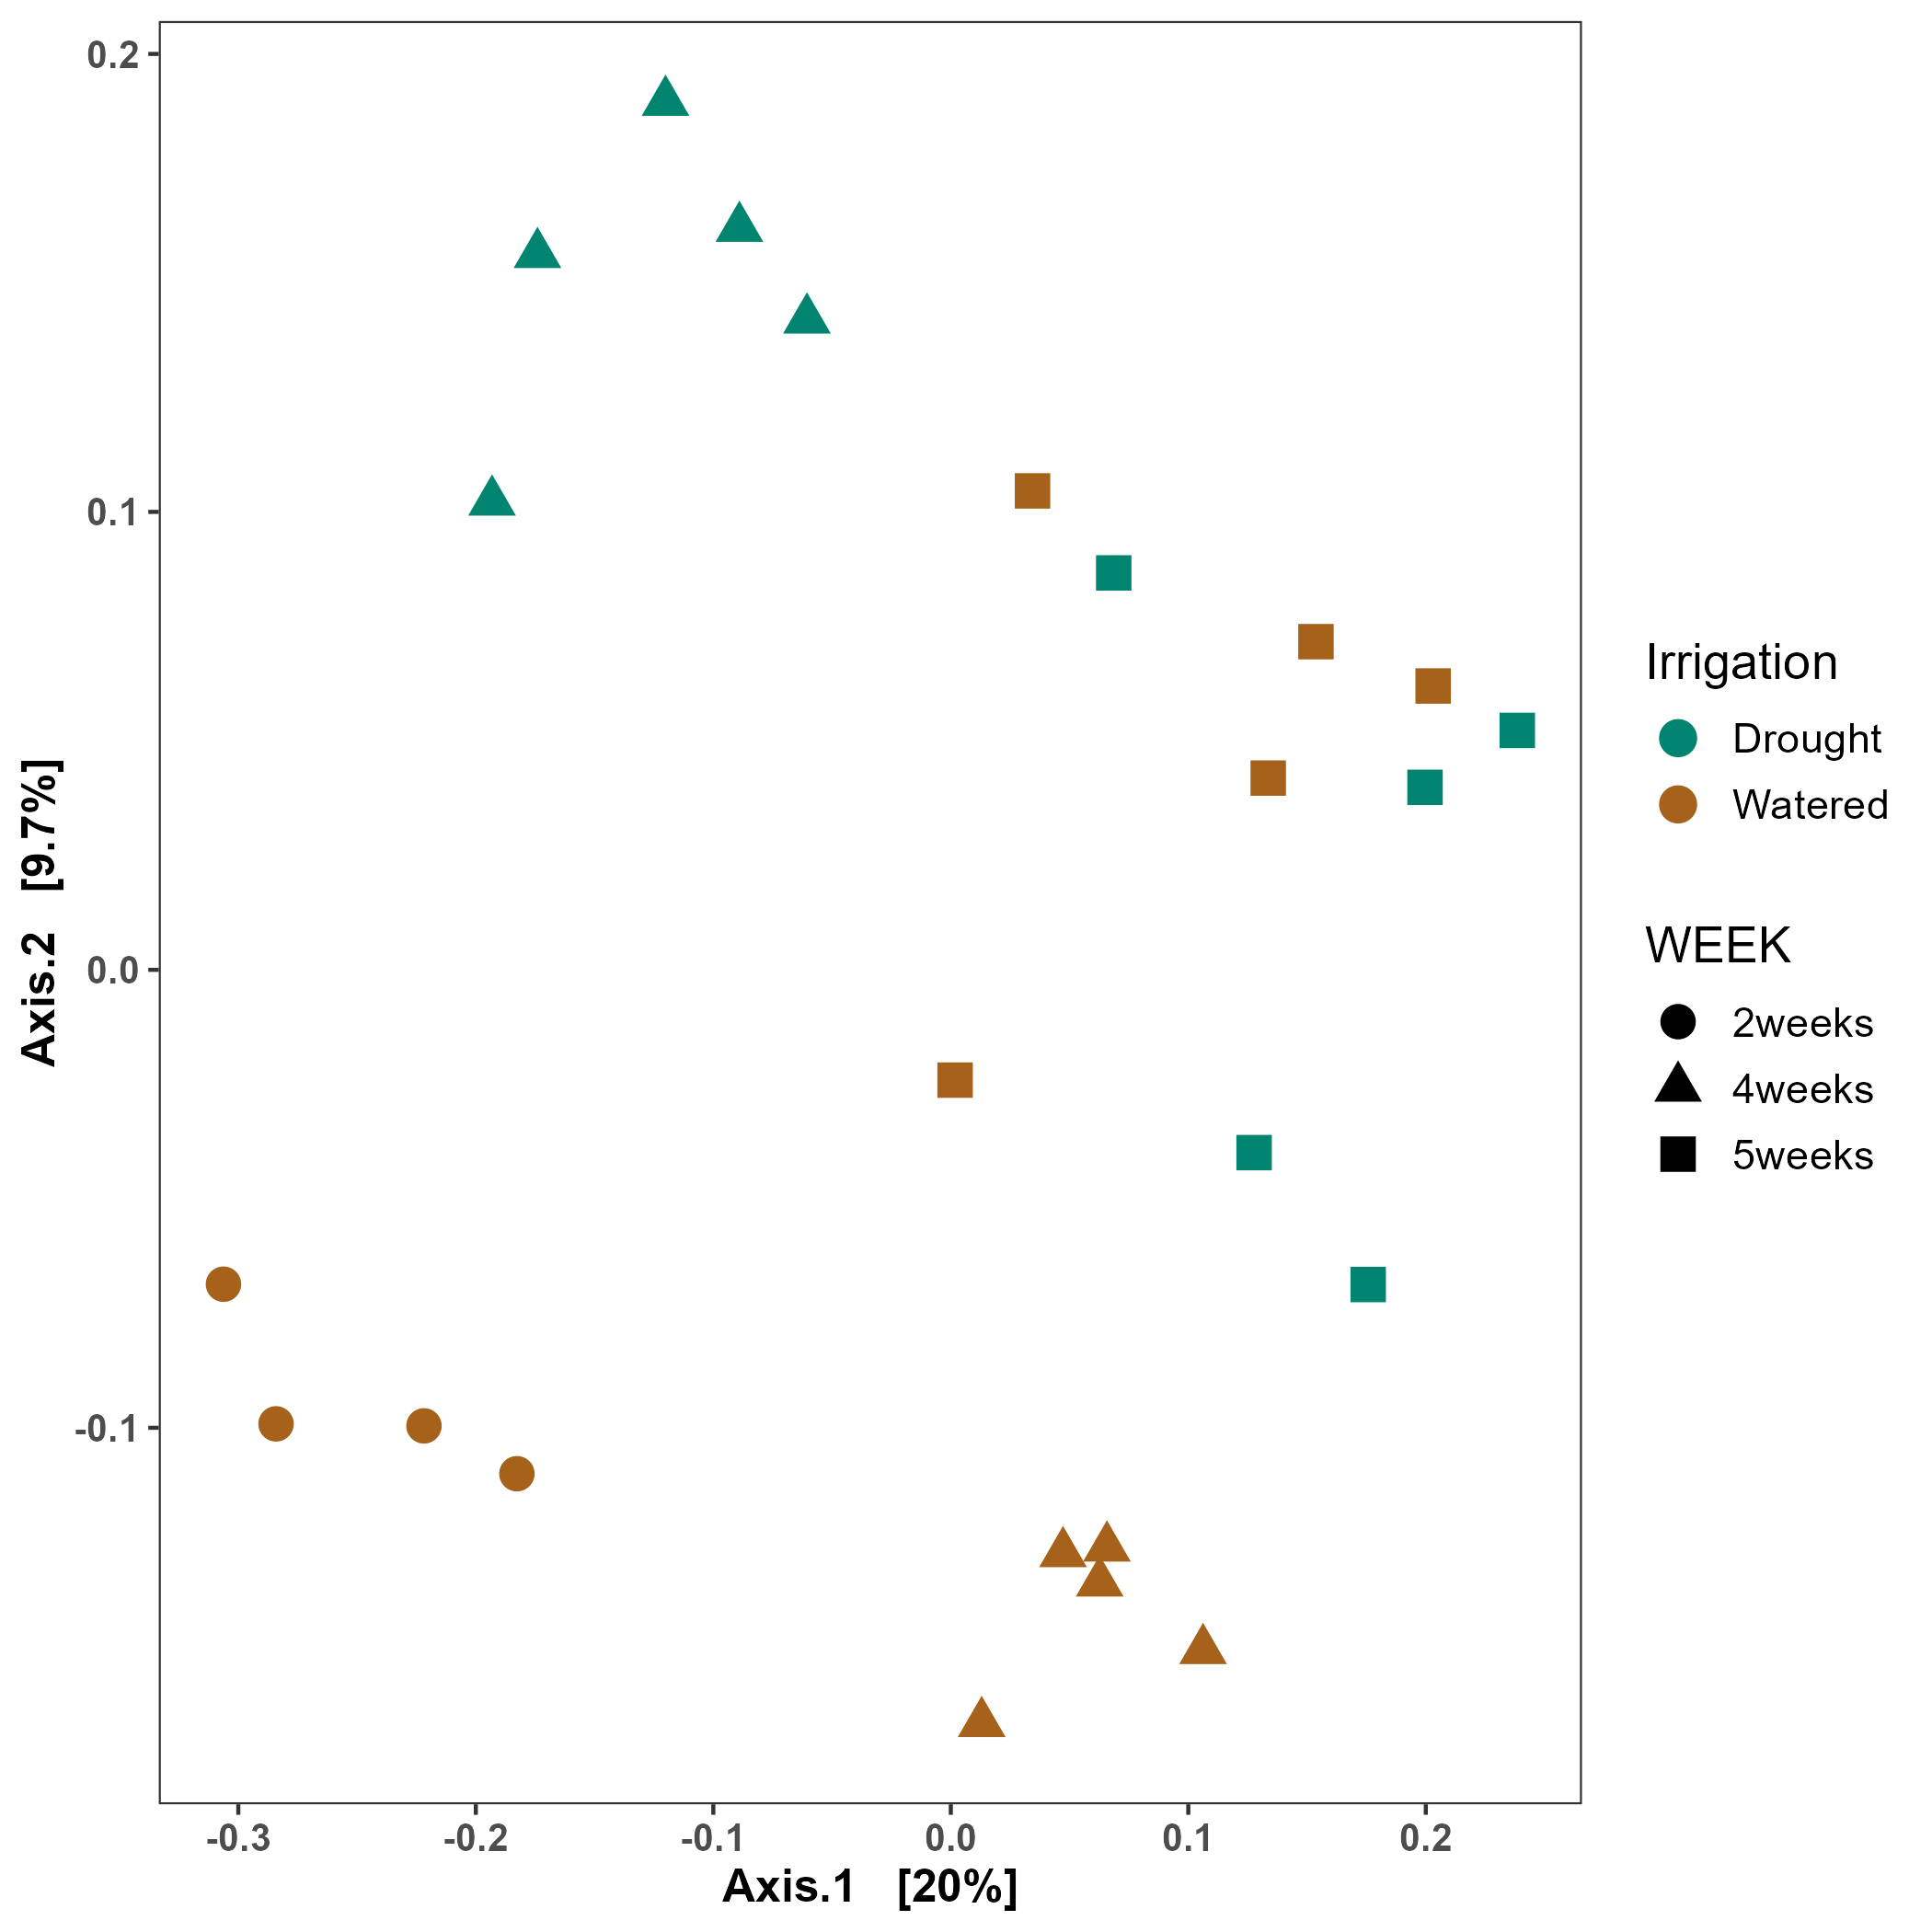 0.2
0.1
0.0
-0.1
Axis.2 [9.7%]
-0.3 -0.2 -0.1 0.0 0.1 0.2
Axis.1 [20%]
Irrigation
Drought
Watered
WEEK
2weeks
4weeks
5weeks